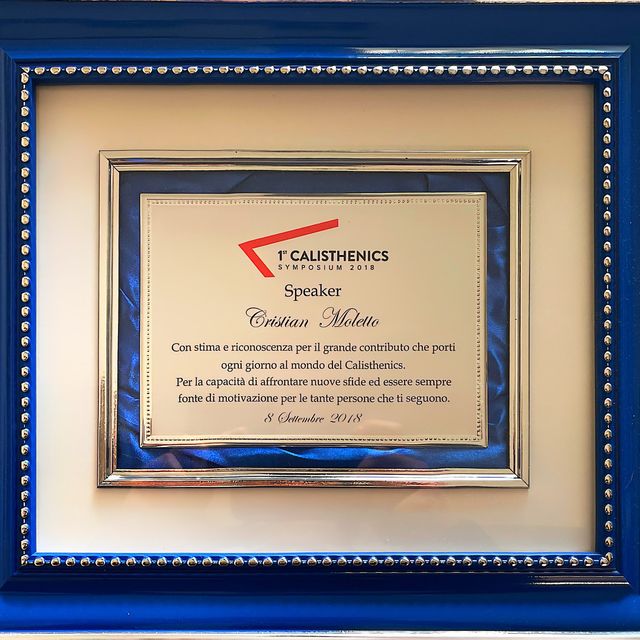 1st CALISTHENICS
SYMPOSIUM 2018
Speaker
Cristian Moletto
Con stima e riconoscenza per il grande contributo che porti
ogni giorno al mondo del Calisthenics.
Per la capacità di affrontare nuove sfide ed essere sempre
fonte di motivazione per le tante persone che ti seguono.
8 Settembre 2018